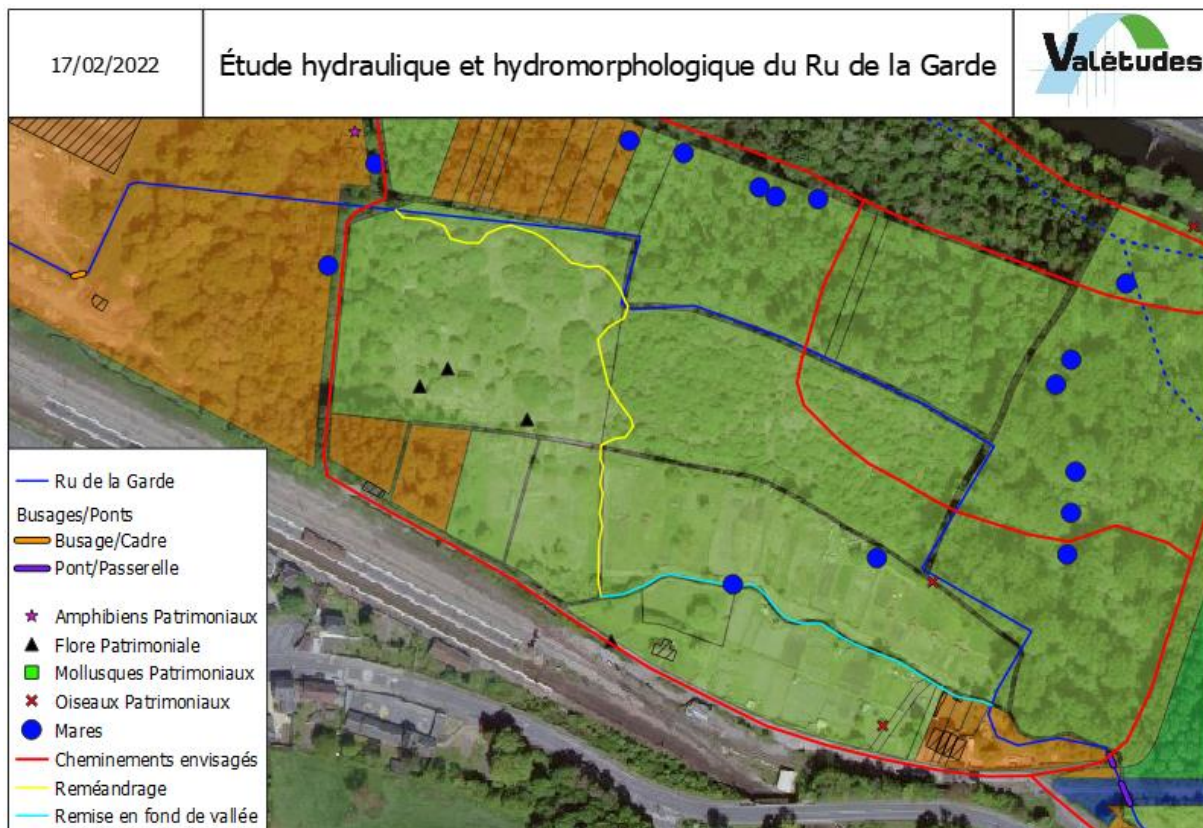 17/02/2022
Étude hydraulique et hydromorphologique du Ru de la Garde
Valétudes
Ru de la Garde
Busages/Ponts
Busage/Cadre
Pont/Passerelle
Amphibiens Patrimoniaux
Flore Patrimoniale
Mollusques Patrimoniaux
Oiseaux Patrimoniaux
Mares
Cheminements envisagés
Reméandrage
Remise en fond de vallée